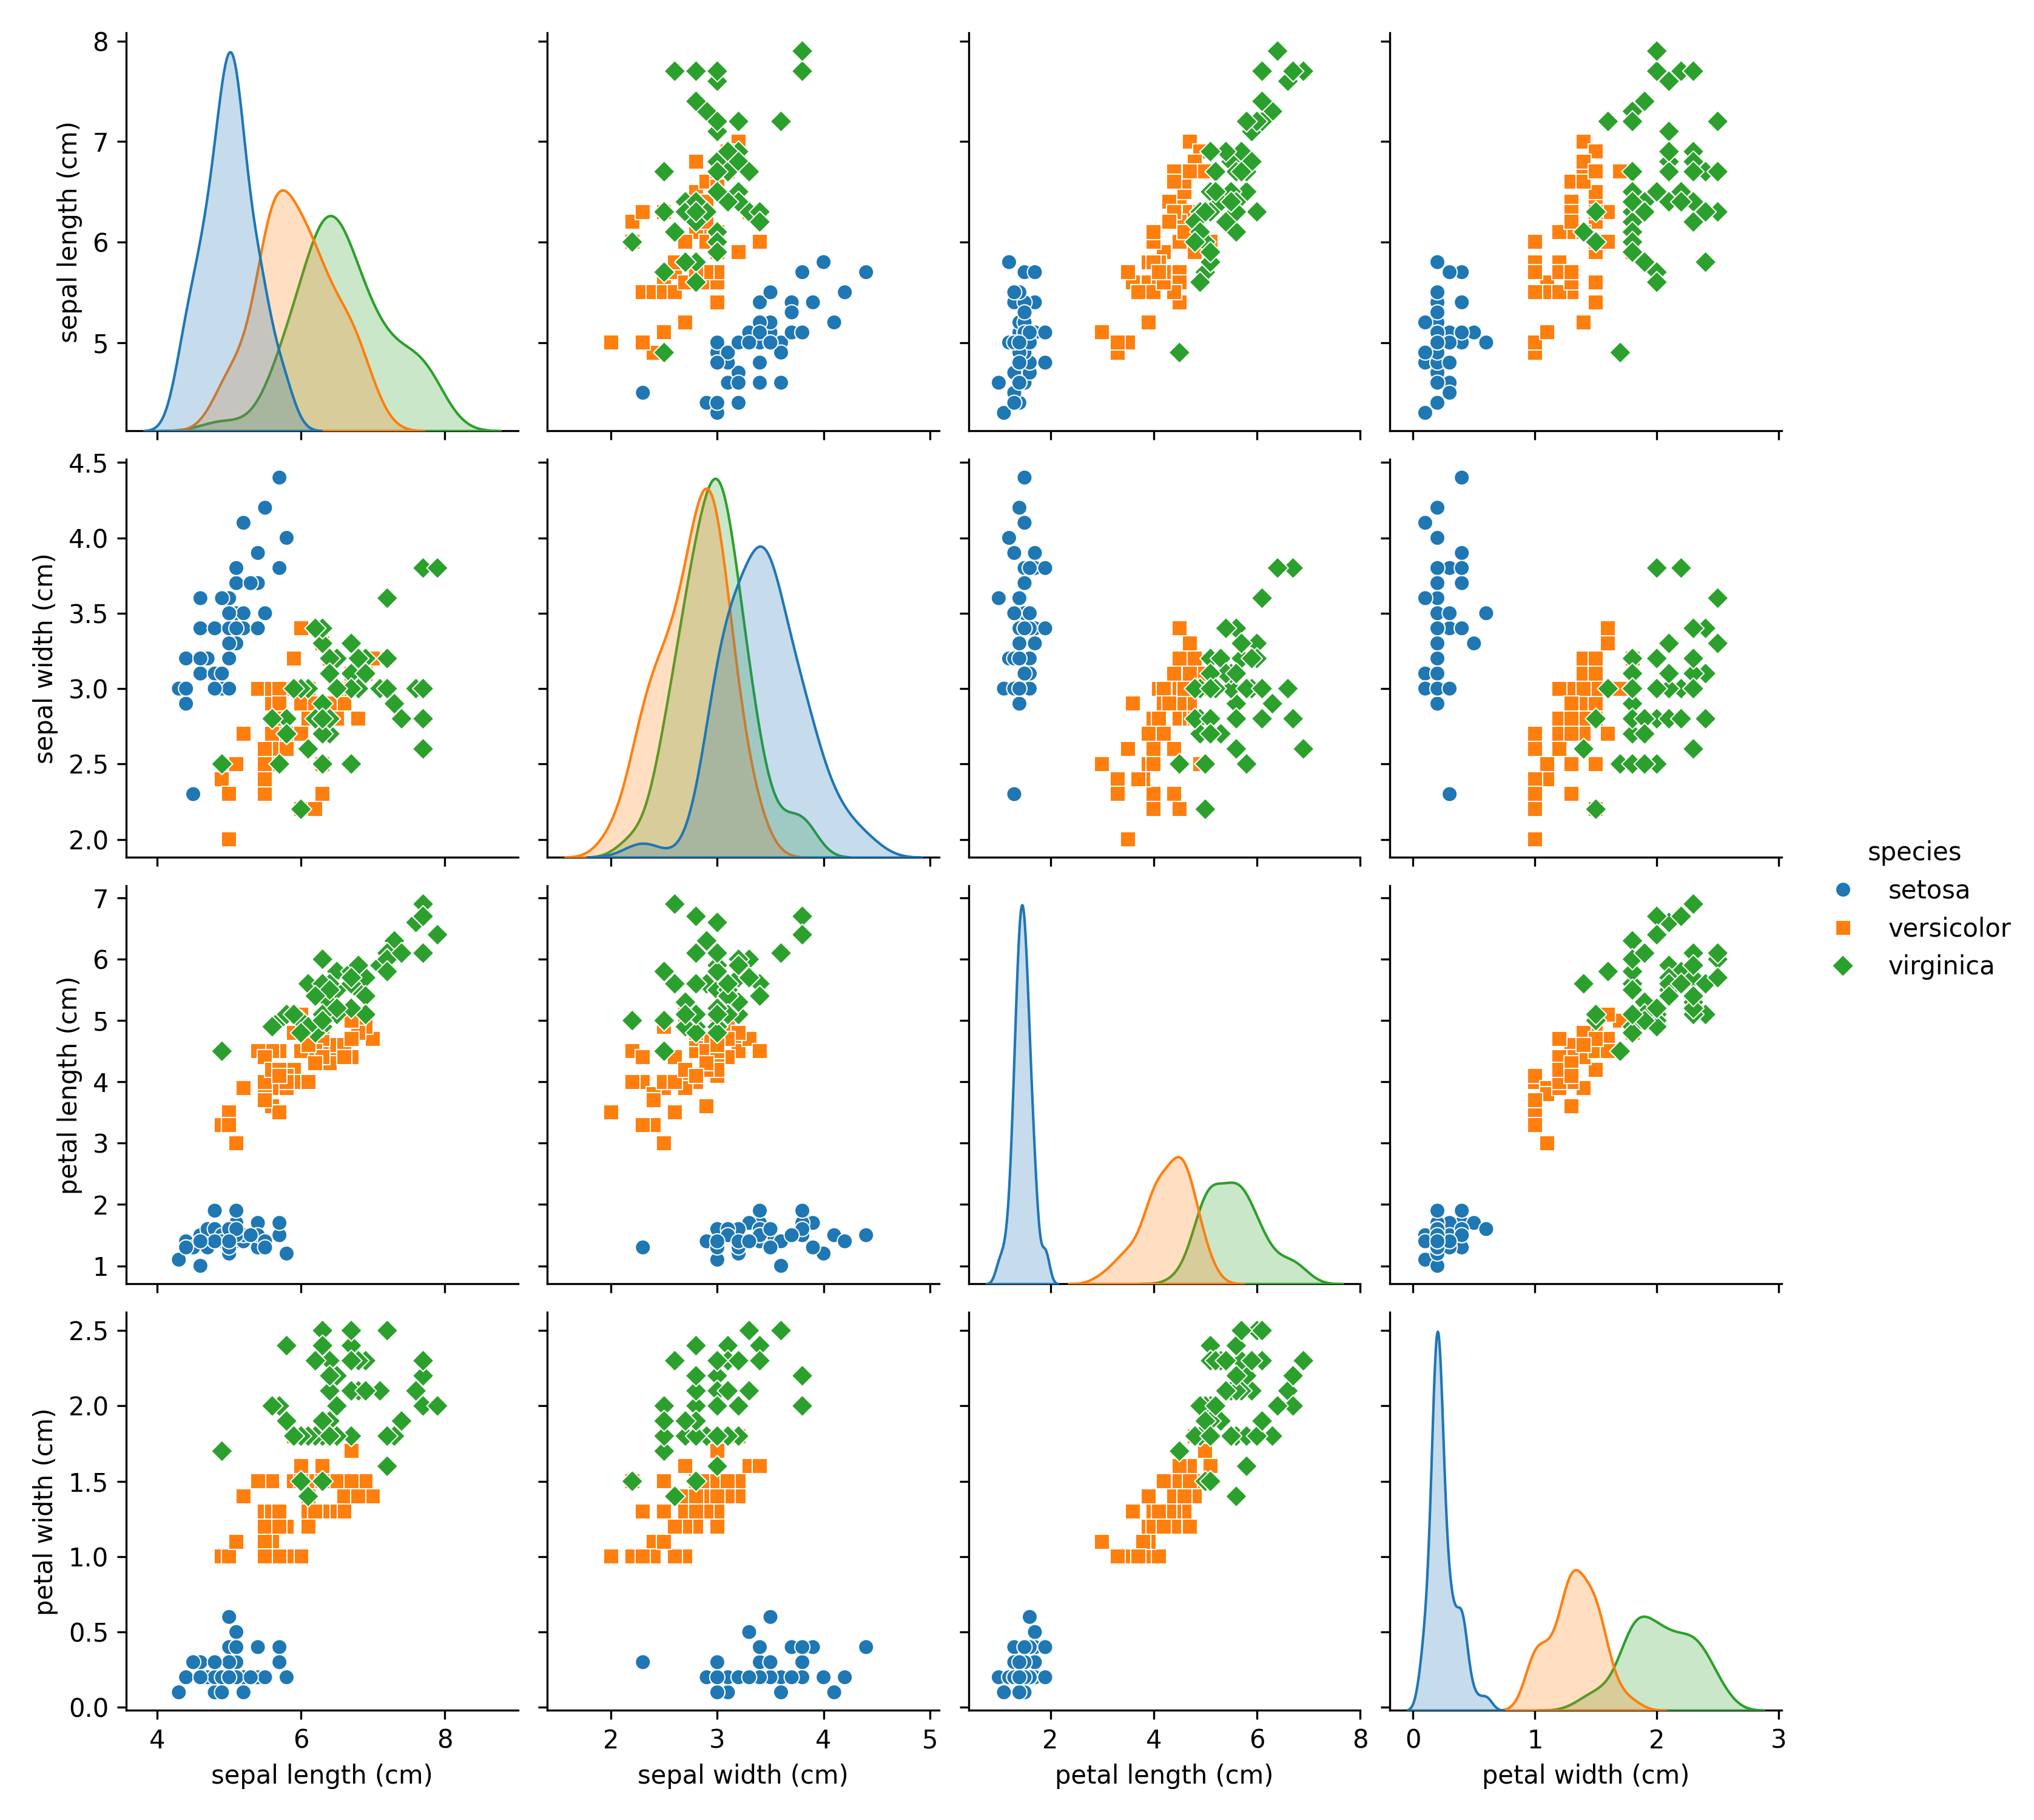 8
7
6
5
sepal length (cm)
4.5
4.0
3.5
3.0
2.5
2.0
sepal width (cm)
species
setosa
versicolor
virginica
7
6
5
4
3
2
1
petal length (cm)
2.5
2.0
1.5
1.0
0.5
0.0
petal width (cm)
4 6 8
2 3 4 5
2 4 6 8
0 1 2 3
sepal length (cm)
sepal width (cm)
petal length (cm)
petal width (cm)